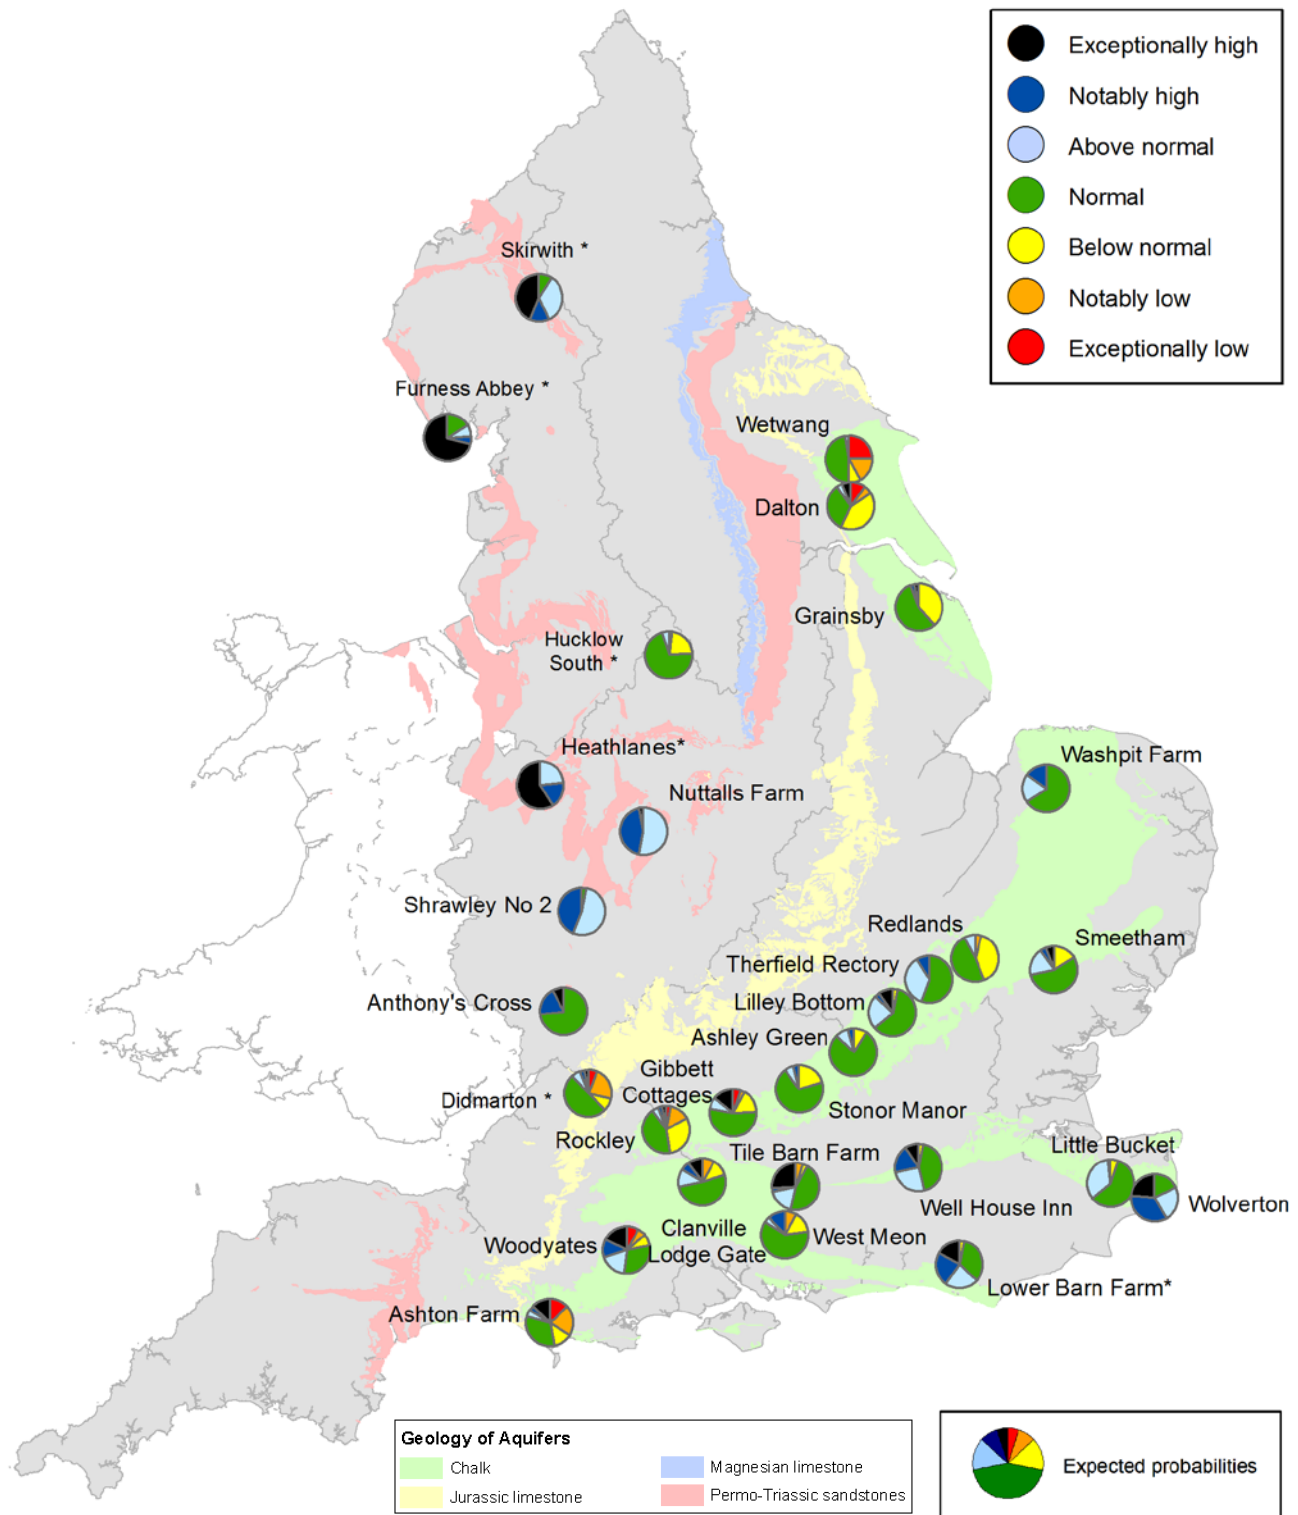 Exceptionally high
Notably high
Above normal
Normal
Below normal
Notably low
Exceptionally low
Skirwith *
Furness Abbey *
Wetwang
Dalton
Grainsby
Hucklow
South *
Heathlanes*
Washpit Farm
Nuttalls Farm
Shrawley No 2
Redlands
Smeetham
Therfield Rectory
Anthony's Cross
Lilley Bottom
Ashley Green
Gibbett
Cottages
Didmarton *
Stonor Manor
Rockley
Tile Barn Farm
Little Bucket
Well House Inn
Wolverton
Clanville
Lodge Gate
West Meon
Woodyates
Lower Barn Farm*
Ashton Farm
Geology of Aquifers
Chalk
Magnesian limestone
Jurassic limestone
Permo-Triassic sandstones
Expected probabilities